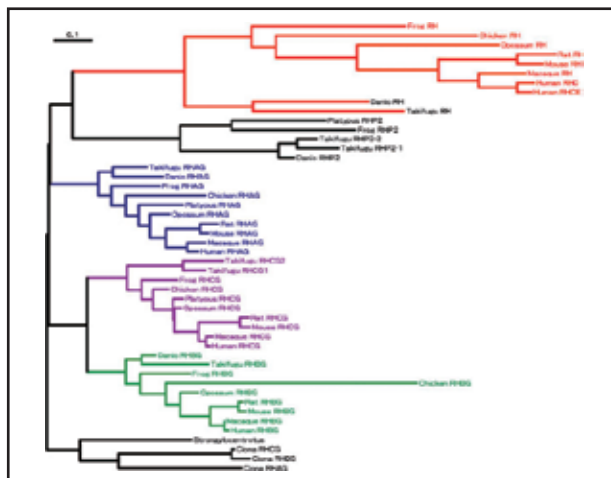 0.1
Frog RH
Chicken RH
Opossum RH
Rat RH
Mouse RH
Macaque RH
Human RHD
Human RHCE
Danio RH
Takifugu RH
Platypus RHP2
Frog RHP2
Takifugu RHP2-2
Takifugu RHP2-1
Danio RHP2
Takifugu RHAG
Danio RHAG
Frog RHAG
Chicken RHAG
Platypus RHAG
Opossum RHAG
Rat RHAG
Mouse RHAG
Macaque RHAG
Human RHAG
Takifugu RHCG2
Takifugu RHCG1
Frog RHCG
Chicken RHCG
Platypus RHCG
Opossum RHCG
Rat RHCG
Mouse RHCG
Macaque RHCG
Human RHCG
Danio RHBG
Takifugu RHBG
Frog RHBG
Chicken RHBG
Opossum RHBG
Rat RHBG
Mouse RHBG
Macaque RHBG
Human RHBG
Strongylocentrotus
Ciona RHCG
Ciona RHBG
Ciona RHAG